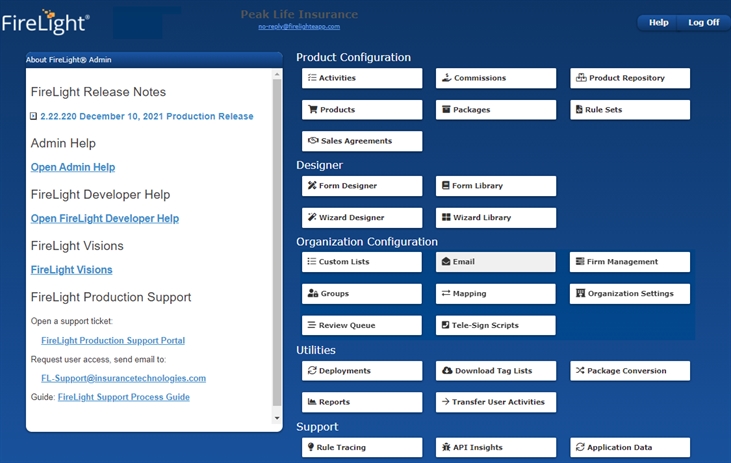 FireLight®
Peak Life Insurance
no-reply@firelighteapp.com
Help
Log Off
About FireLight® Admin
FireLight Release Notes
2.22.220 December 10, 2021 Production Release
Admin Help
Open Admin Help
FireLight Developer Help
Open FireLight Developer Help
FireLight Visions
FireLight Visions
FireLight Production Support
Open a support ticket:
FireLight Production Support Portal
Request user access, send email to:
FL-Support@insurancetechnologies.com
Guide: FireLight Support Process Guide
Product Configuration
Activities
Commissions
Product Repository
Products
Packages
Rule Sets
Sales Agreements
Designer
Form Designer
Form Library
Wizard Designer
Wizard Library
Organization Configuration
Custom Lists
Email
Firm Management
Groups
Mapping
Organization Settings
Review Queue
Tele-Sign Scripts
Utilities
Deployments
Download Tag Lists
Package Conversion
Reports
Transfer User Activities
Support
Rule Tracing
API Insights
Application Data